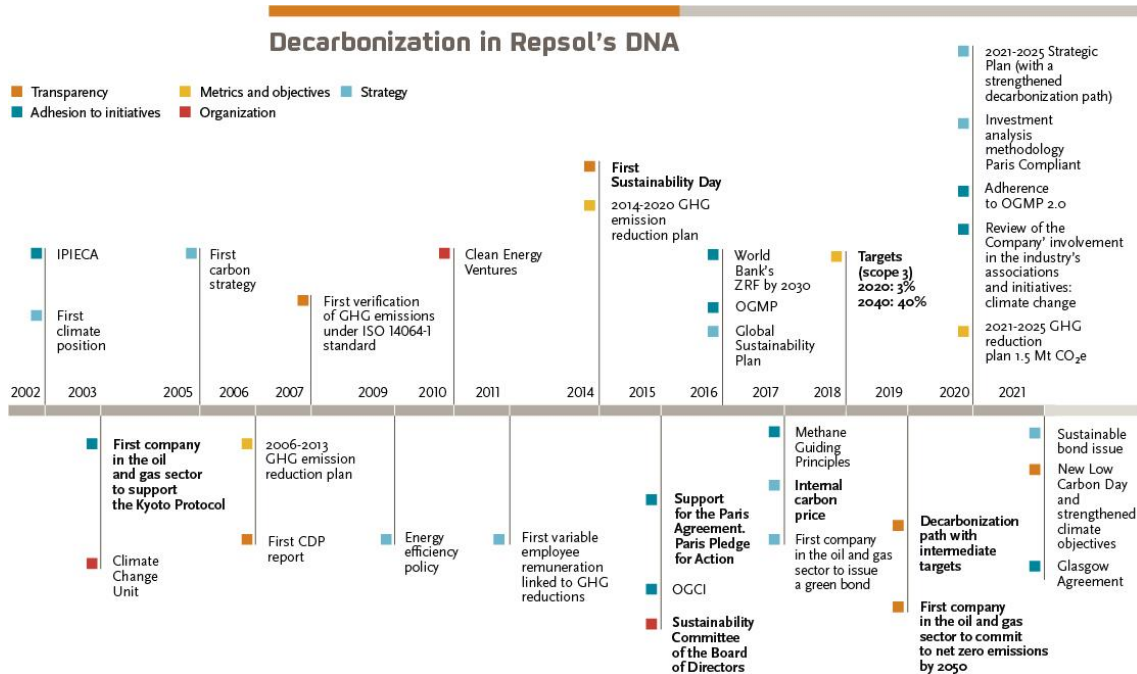 Decarbonization in Repsol's DNA
Transparency
Metrics and objectives
Strategy
Adhesion to initiatives
Organization
IPIECA
First
climate
position
First
carbon
strategy
First verification
of GHG emissions
under ISO 14064-1
standard
Clean Energy
Ventures
First
Sustainability Day
2014-2020 GHG
emission
reduction plan
World
Bank's
ZRF by 2030
OGMP
Global
Sustainability
Plan
Targets
(scope 3)
2020: 3%
2040: 40%
2021-2025 Strategic
Plan (with a
strengthened
decarbonization path)
Investment
analysis
methodology
Paris Compliant
Adherence
to OGMP 2.0
Review of the
Company' involvement
in the industry's
associations
and initiatives:
climate change
2021-2025 GHG
reduction
plan 1.5 Mt CO₂e
2002 2003 2005 2006 2007 2009 2010 2011 2014 2015 2016 2017 2018 2019 2020 2021
First company
in the oil
and gas sector
to support
the Kyoto Protocol
Climate
Change
Unit
2006-2013
GHG emission
reduction plan
First CDP
report
Energy
efficiency
policy
First variable
employee
remuneration
linked to GHG
reductions
Support
for the Paris
Agreement.
Paris Pledge
for Action
OGCI
Sustainability
Committee
of the Board
of Directors
Methane
Guiding
Principles
Internal
carbon
price
First company
in the oil and gas
sector to issue
a green bond
Decarbonization
path with
intermediate
targets
First company
in the oil and gas
sector to commit
to net zero emissions
by 2050
Sustainable
bond issue
New Low
Carbon Day
and
strengthened
climate
objectives
Glasgow
Agreement